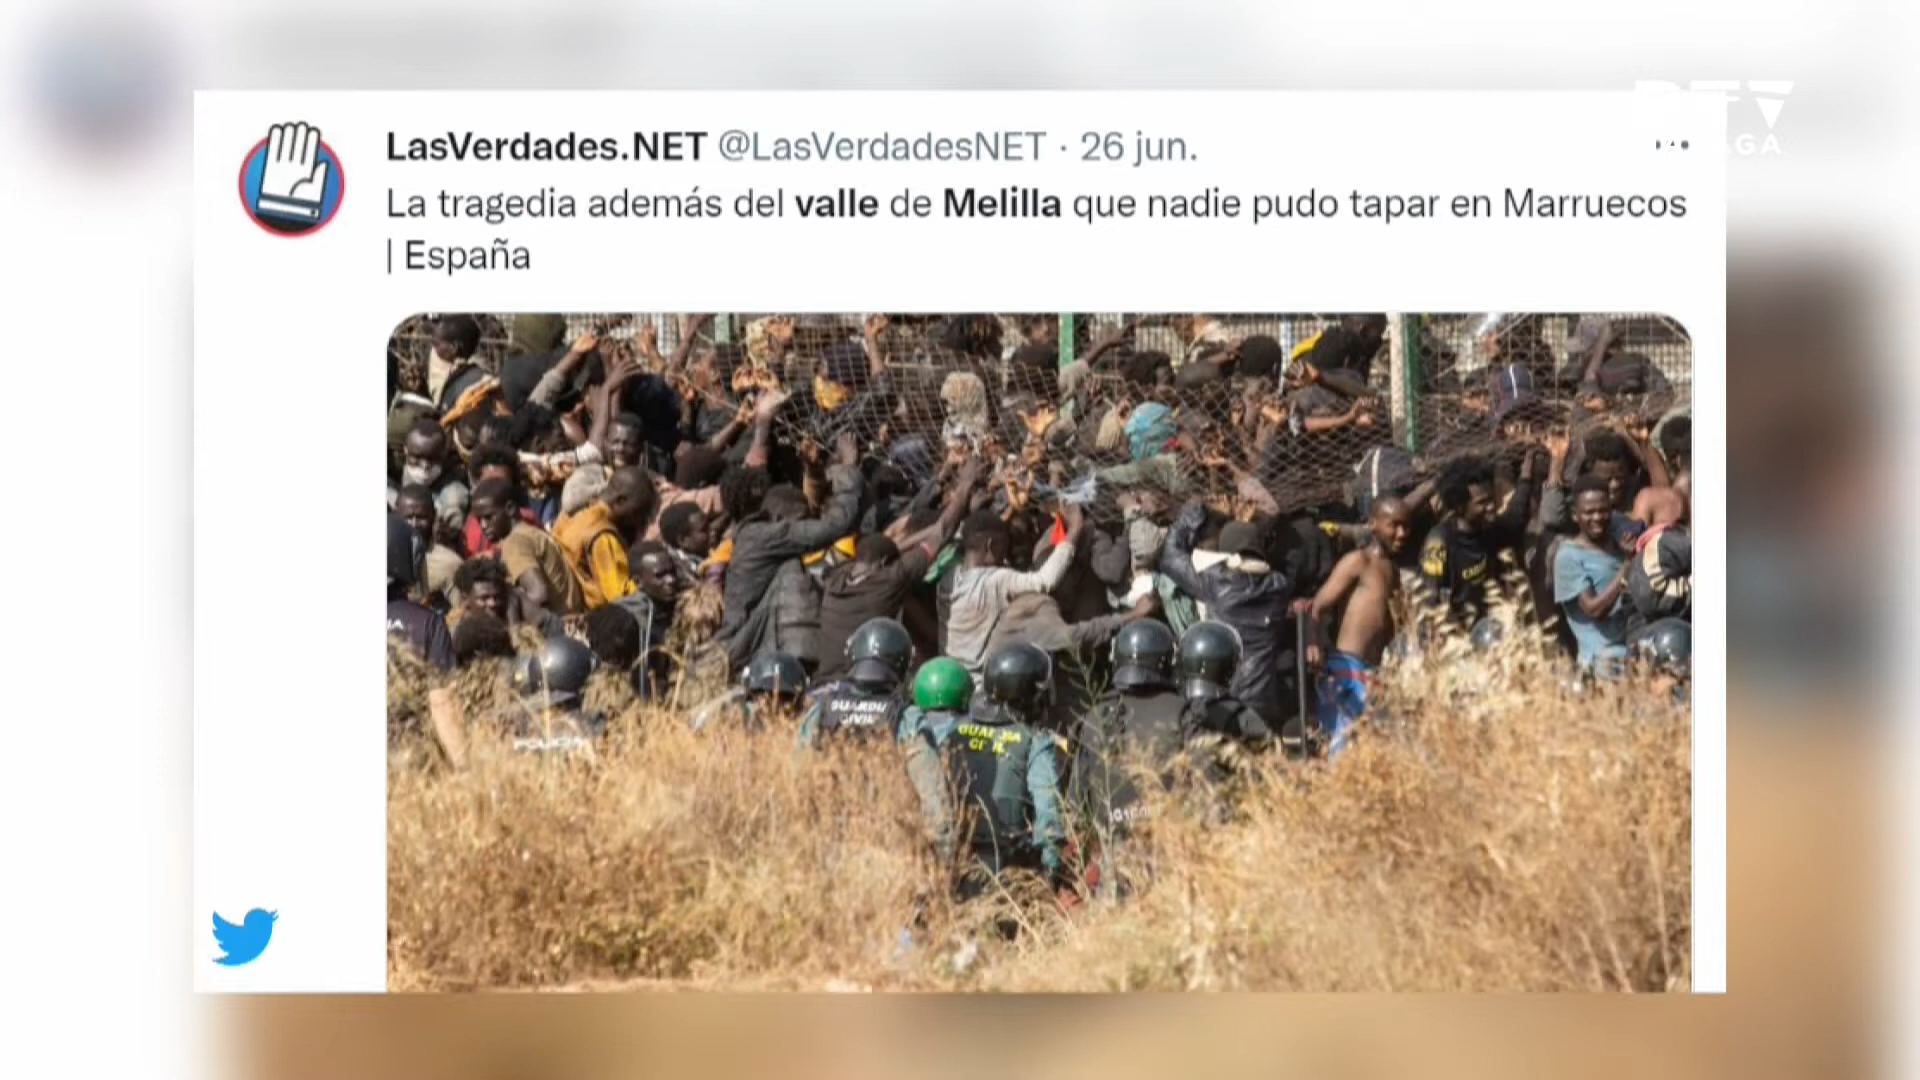 LasVerdades.NET @LasVerdadesNET · 26 jun.
La tragedia además del valle de Melilla que nadie pudo tapar en Marruecos
| España
GUARDIA
CIVIL
GUARDIA
CIVIL
POLICIA